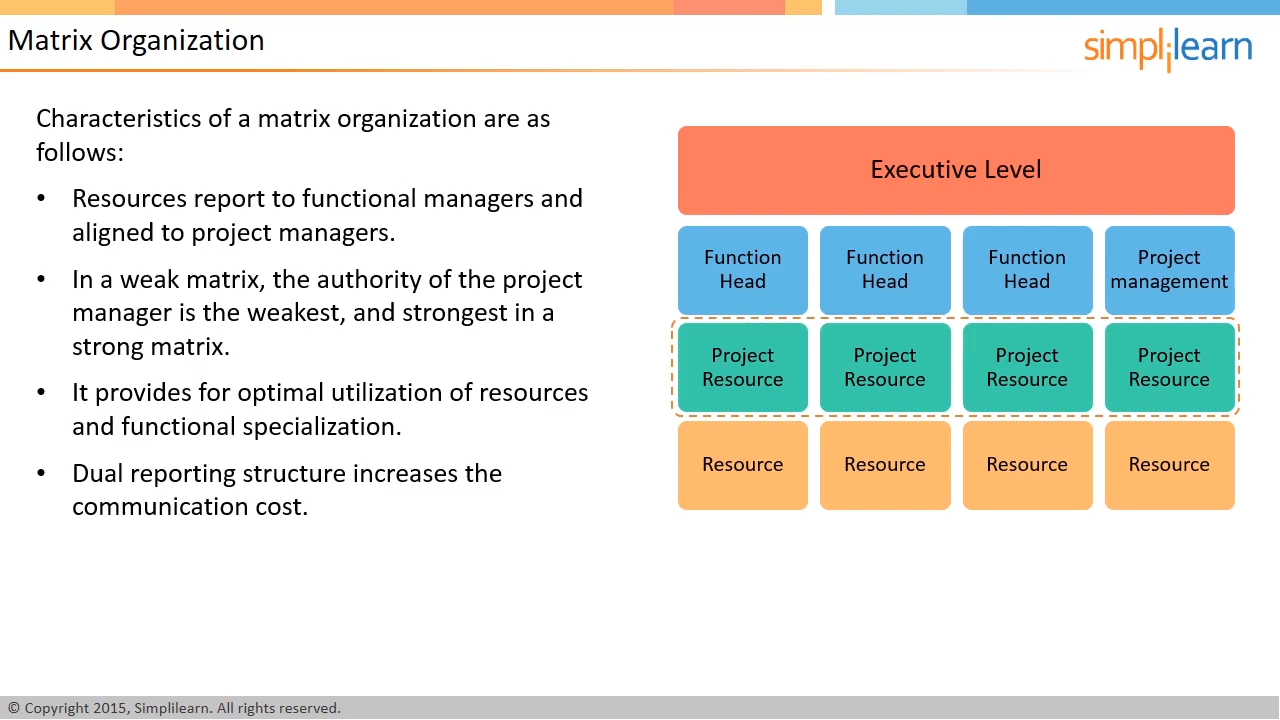 Matrix Organization
simplilearn
Characteristics of a matrix organization are as
follows:
• Resources report to functional managers and
aligned to project managers.
• In a weak matrix, the authority of the project
manager is the weakest, and strongest in a
strong matrix.
• It provides for optimal utilization of resources
and functional specialization.
• Dual reporting structure increases the
communication cost.
Executive Level
Function
Head
Function
Head
Function
Head
Project
management
Project
Resource
Project
Resource
Project
Resource
Project
Resource
Resource
Resource
Resource
Resource
© Copyright 2015, Simplilearn. All rights reserved.